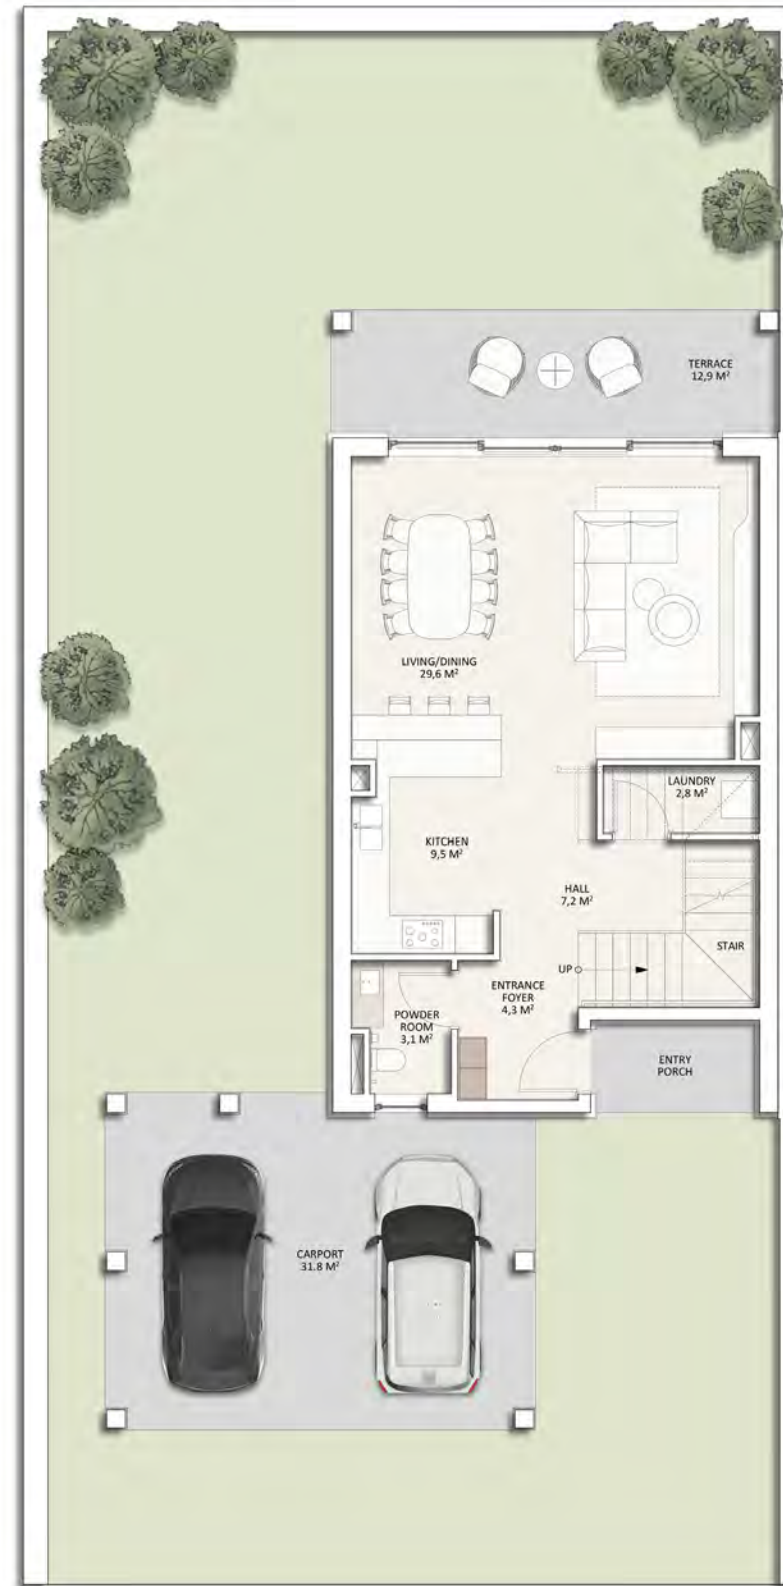 TERRACE
12,9 M²
LIVING/DINING
29,6 M²
LAUNDRY
2,8 M²
KITCHEN
9,5 M²
HALL
7,2 M²
STAIR
UP
ENTRANCE
FOYER
4,3 M²
POWDER
ROOM
3,1 M²
ENTRY
PORCH
CARPORT
31.8 M²